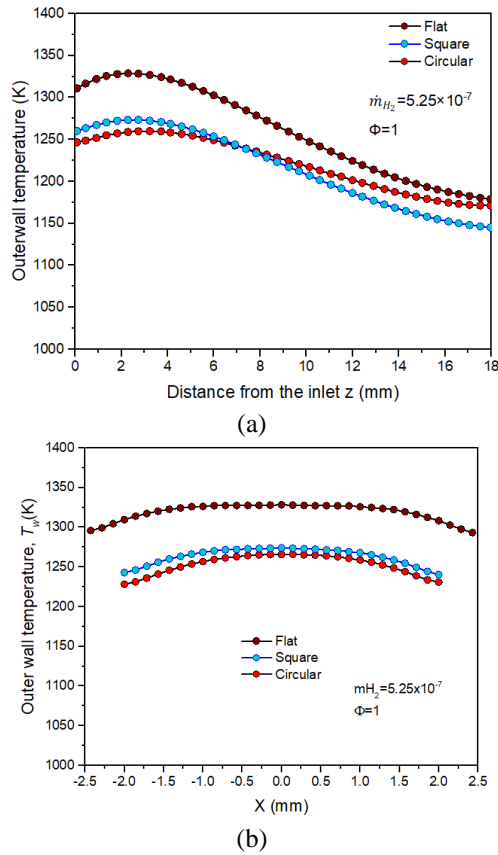 1400
1350
1300
1250
1200
1150
1100
1050
1000
Outerwall temperature (K)
Flat
Square
Circular
ṁ_{H₂}=5.25×10⁻⁷
Φ=1
0 2 4 6 8 10 12 14 16 18
Distance from the inlet z (mm)
(a)
1400
1350
1300
1250
1200
1150
1100
1050
1000
Outer wall temperature, T_w(K)
Flat
Square
Circular
mH₂=5.25x10⁻⁷
Φ=1
-2.5 -2.0 -1.5 -1.0 -0.5 0.0 0.5 1.0 1.5 2.0 2.5
X (mm)
(b)